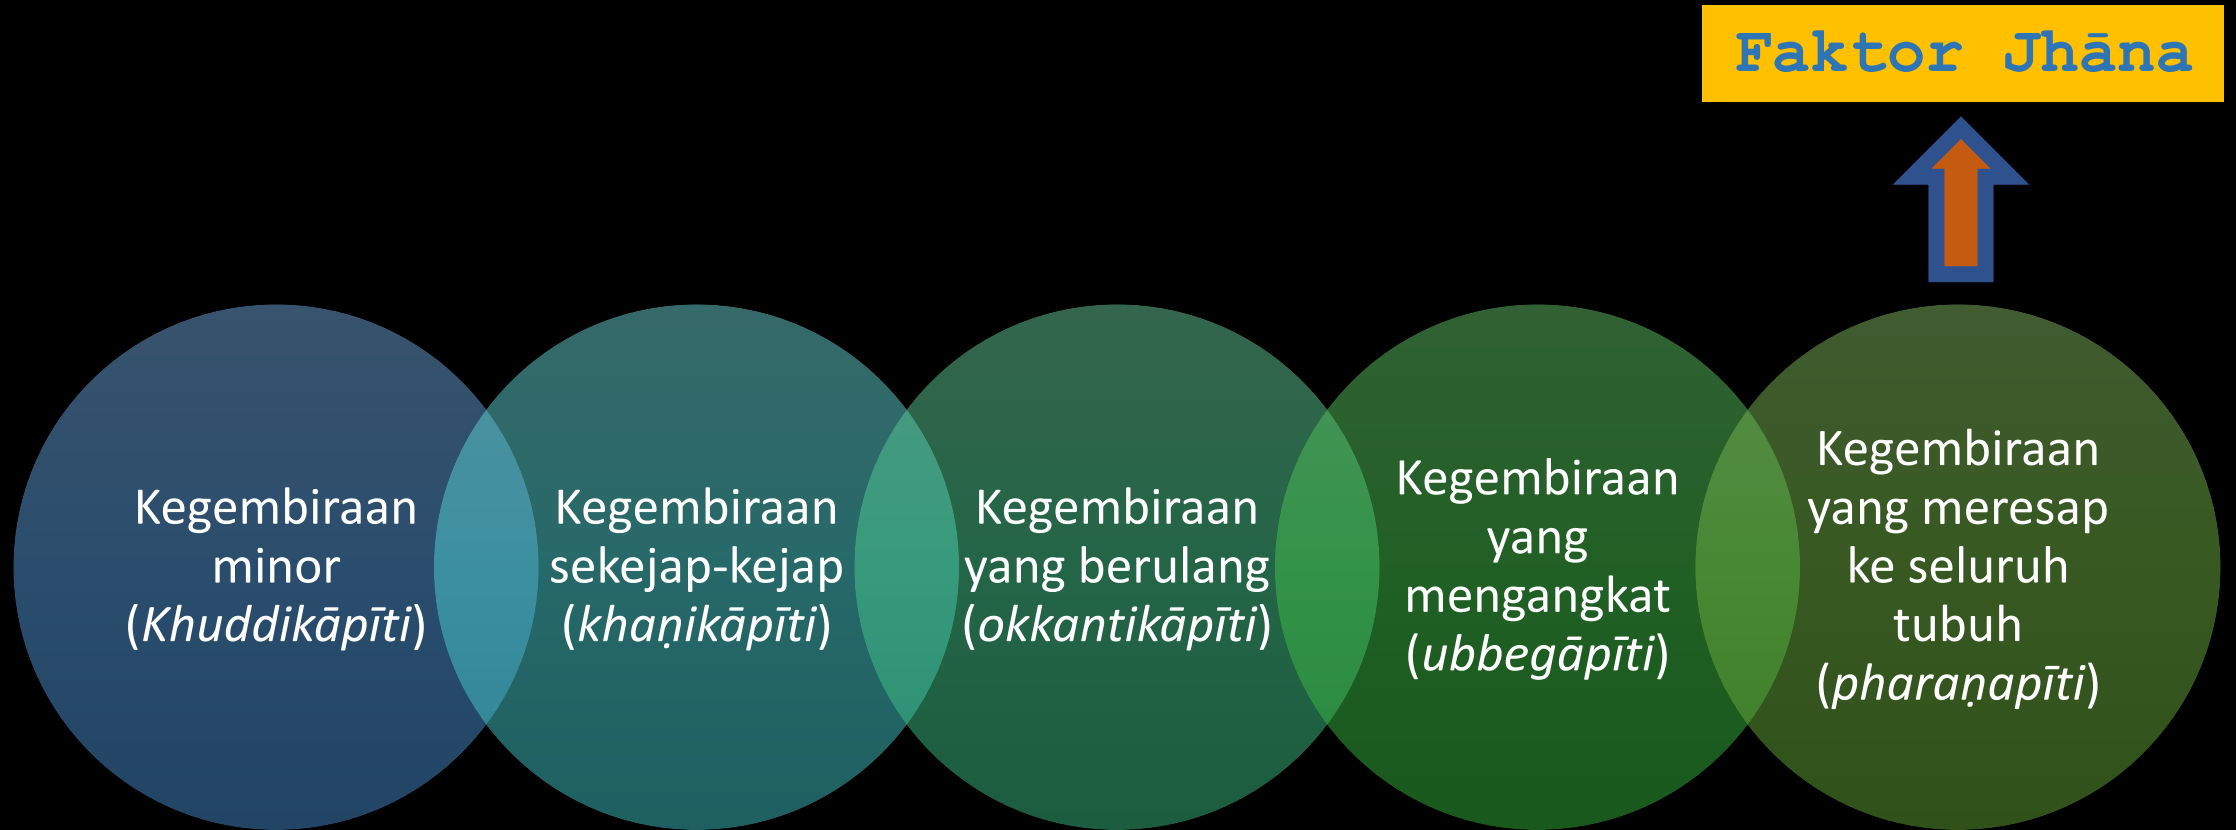 Faktor Jhāna
Kegembiraan
minor
(Khuddikāpīti)
Kegembiraan
sekejap-kejap
(khaṇikāpīti)
Kegembiraan
yang berulang
(okkantikāpīti)
Kegembiraan
yang
mengangkat
(ubbegāpīti)
Kegembiraan
yang meresap
ke seluruh
tubuh
(pharaṇapīti)